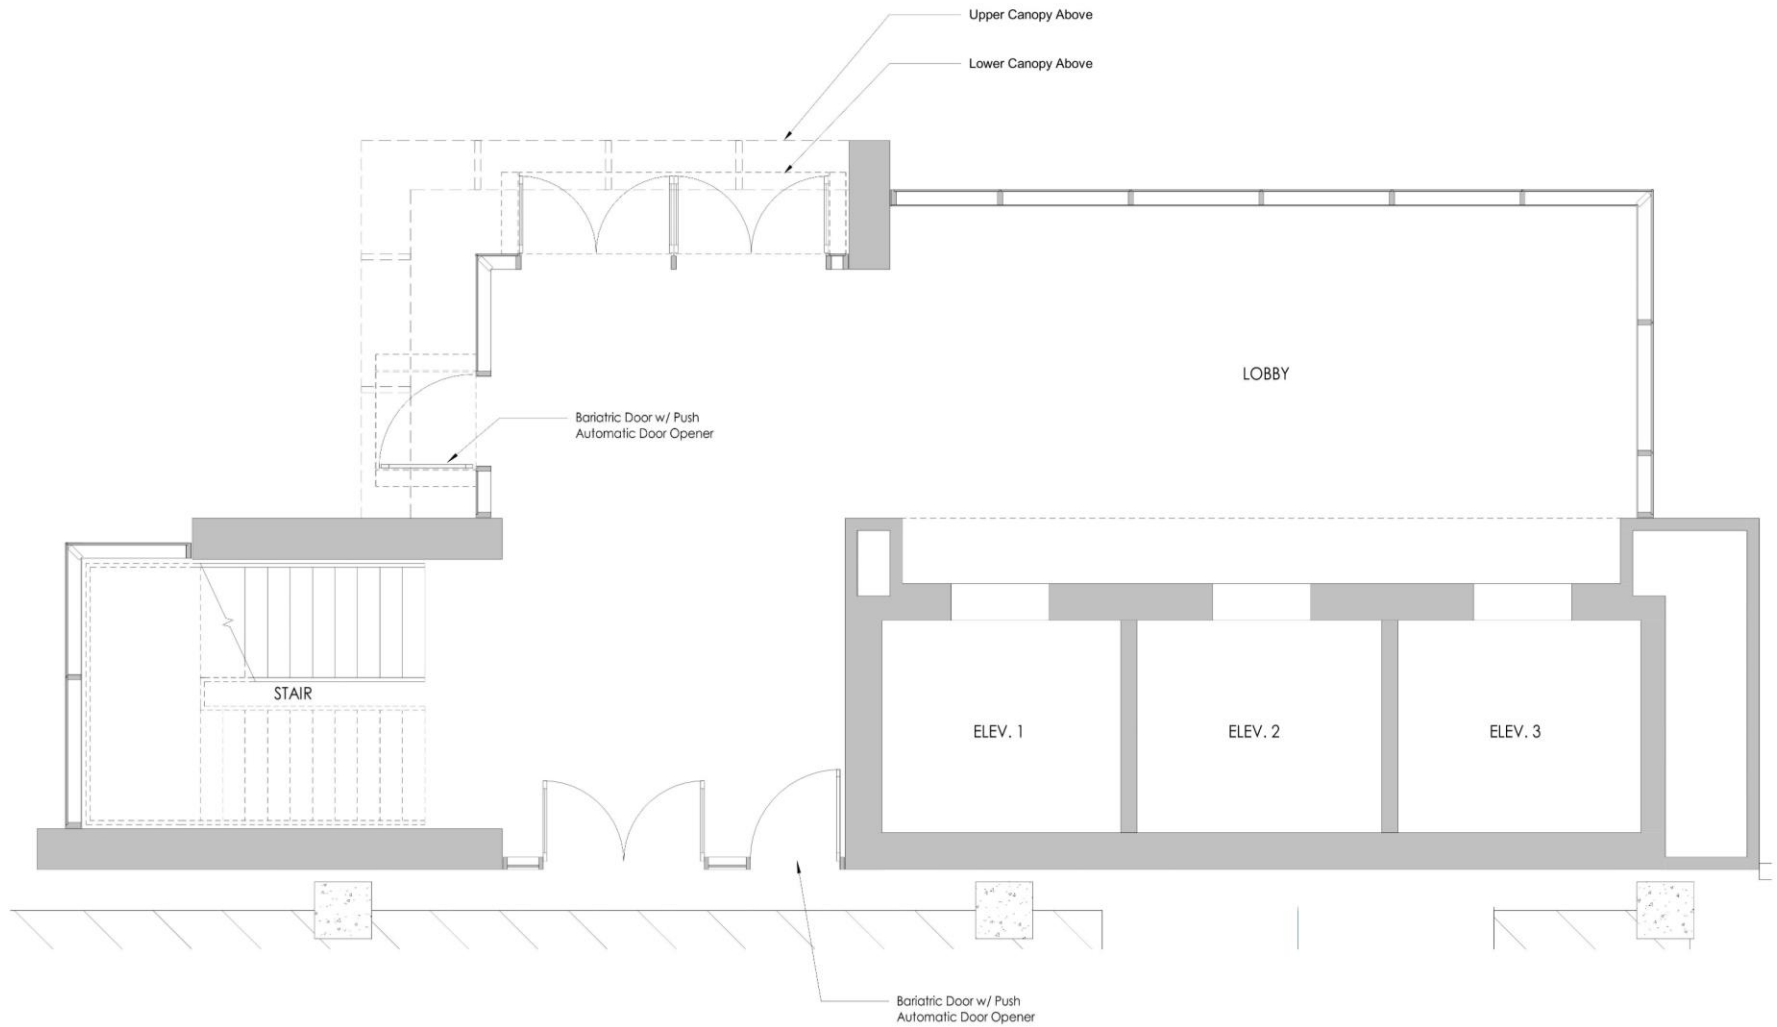 Upper Canopy Above
Lower Canopy Above
LOBBY
Bariatric Door w/ Push
Automatic Door Opener
STAIR
ELEV. 1
ELEV. 2
ELEV. 3
Bariatric Door w/ Push
Automatic Door Opener